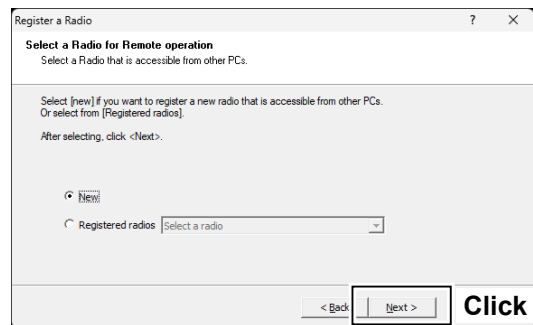 Register a Radio
Select a Radio for Remote operation
Select a Radio that is accessible from other PCs.
Select [new] if you want to register a new radio that is accessible from other PCs.
Or select from [Registered radios].
After selecting, click <Next>.
New
Registered radios Select a radio
< Back Next > Click